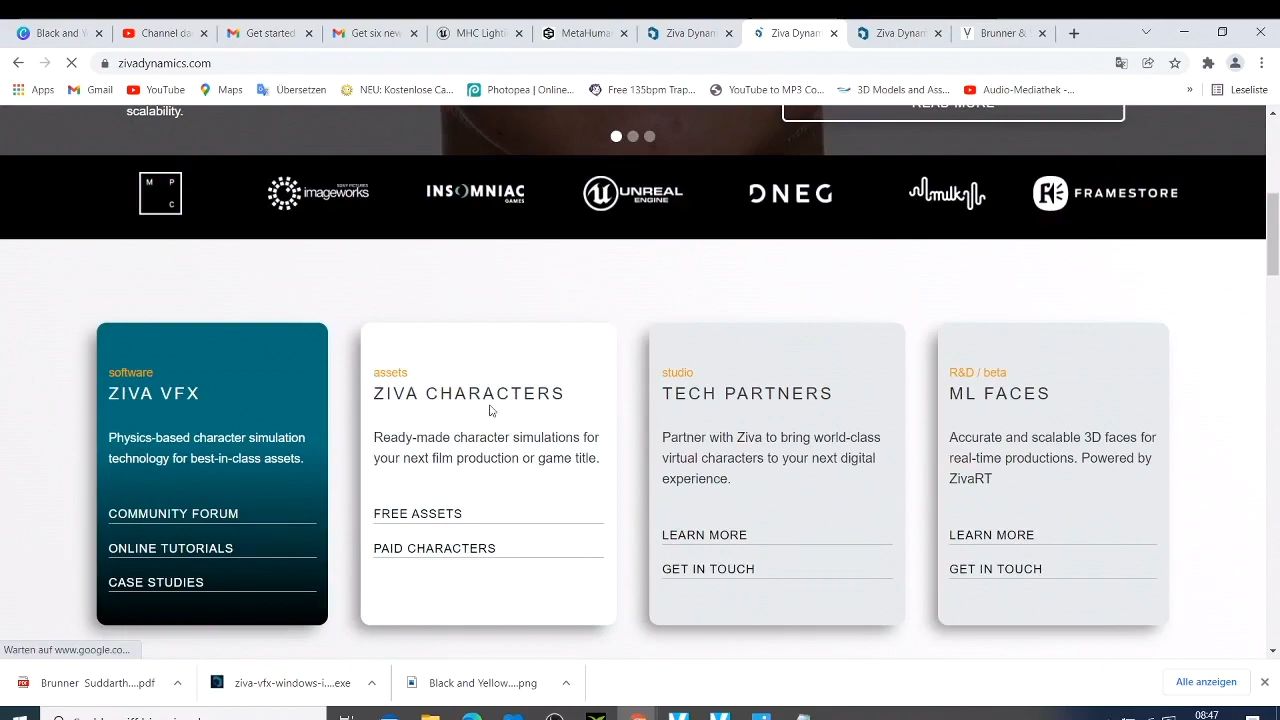 Black and Y
Channel da
Get started
Get six new
MHC Lighti
MetaHuman
Ziva Dynam
Ziva Dynam
Ziva Dynam
Brunner & S
zivadynamics.com
Apps
Gmail
YouTube
Maps
Übersetzen
NEU: Kostenlose Ca...
Photopea | Online...
Free 135bpm Trap...
YouTube to MP3 Co...
3D Models and Ass...
Audio-Mediathek -...
»
Leseliste
scalability.
READ MORE
M P C
SONY PICTURES imageworks
INSOMNIAC GAMES
UNREAL ENGINE
DNEG
milk
FRAMESTORE
software
ZIVA VFX
Physics-based character simulation
technology for best-in-class assets.
COMMUNITY FORUM
ONLINE TUTORIALS
CASE STUDIES
assets
ZIVA CHARACTERS
Ready-made character simulations for
your next film production or game title.
FREE ASSETS
PAID CHARACTERS
studio
TECH PARTNERS
Partner with Ziva to bring world-class
virtual characters to your next digital
experience.
LEARN MORE
GET IN TOUCH
R&D / beta
ML FACES
Accurate and scalable 3D faces for
real-time productions. Powered by
ZivaRT
LEARN MORE
GET IN TOUCH
Warten auf www.google.co...
Brunner Suddarth....pdf
ziva-vfx-windows-i....exe
Black and Yellow....png
Alle anzeigen
08:47